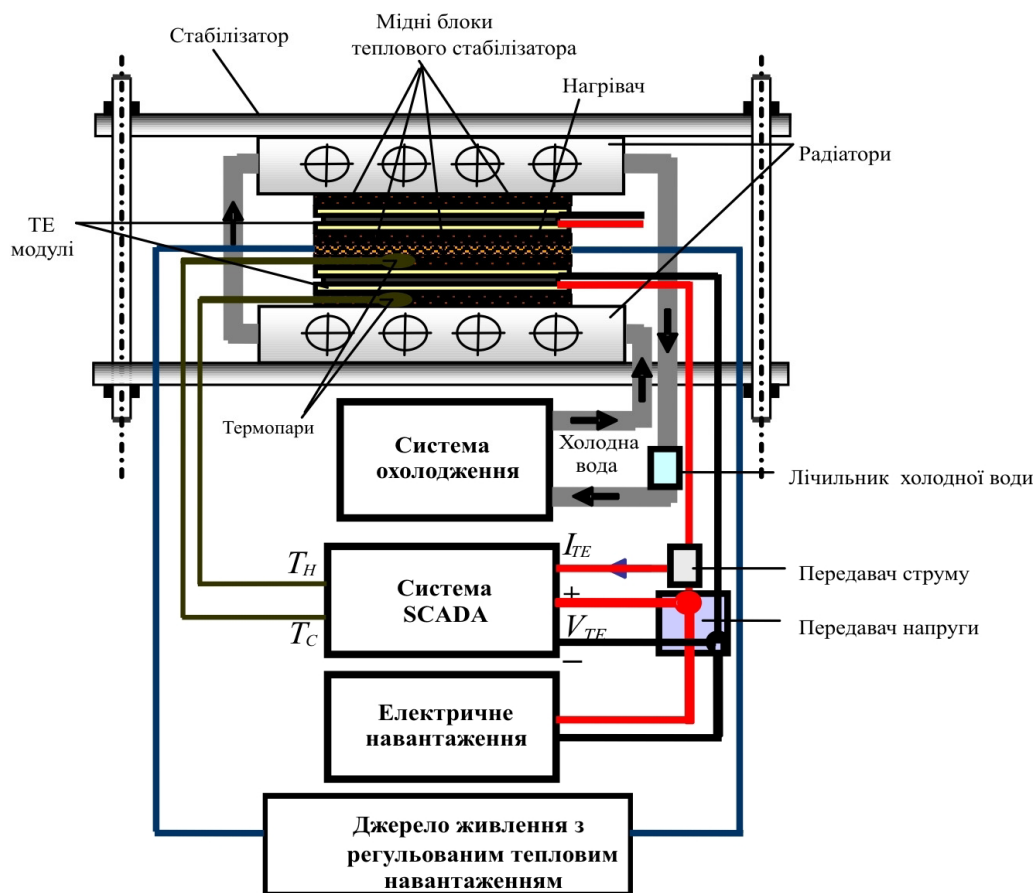 Мідні блоки
теплового стабілізатора
Стабілізатор
Нагрівач
Радіатори
ТЕ
модулі
Термопари
Система
охолодження
Холодна
вода
Лічильник холодної води
T_H
T_C
Система
SCADA
I_TE
+
V_TE
−
Передавач струму
Передавач напруги
Електричне
навантаження
Джерело живлення з
регульованим тепловим
навантаженням